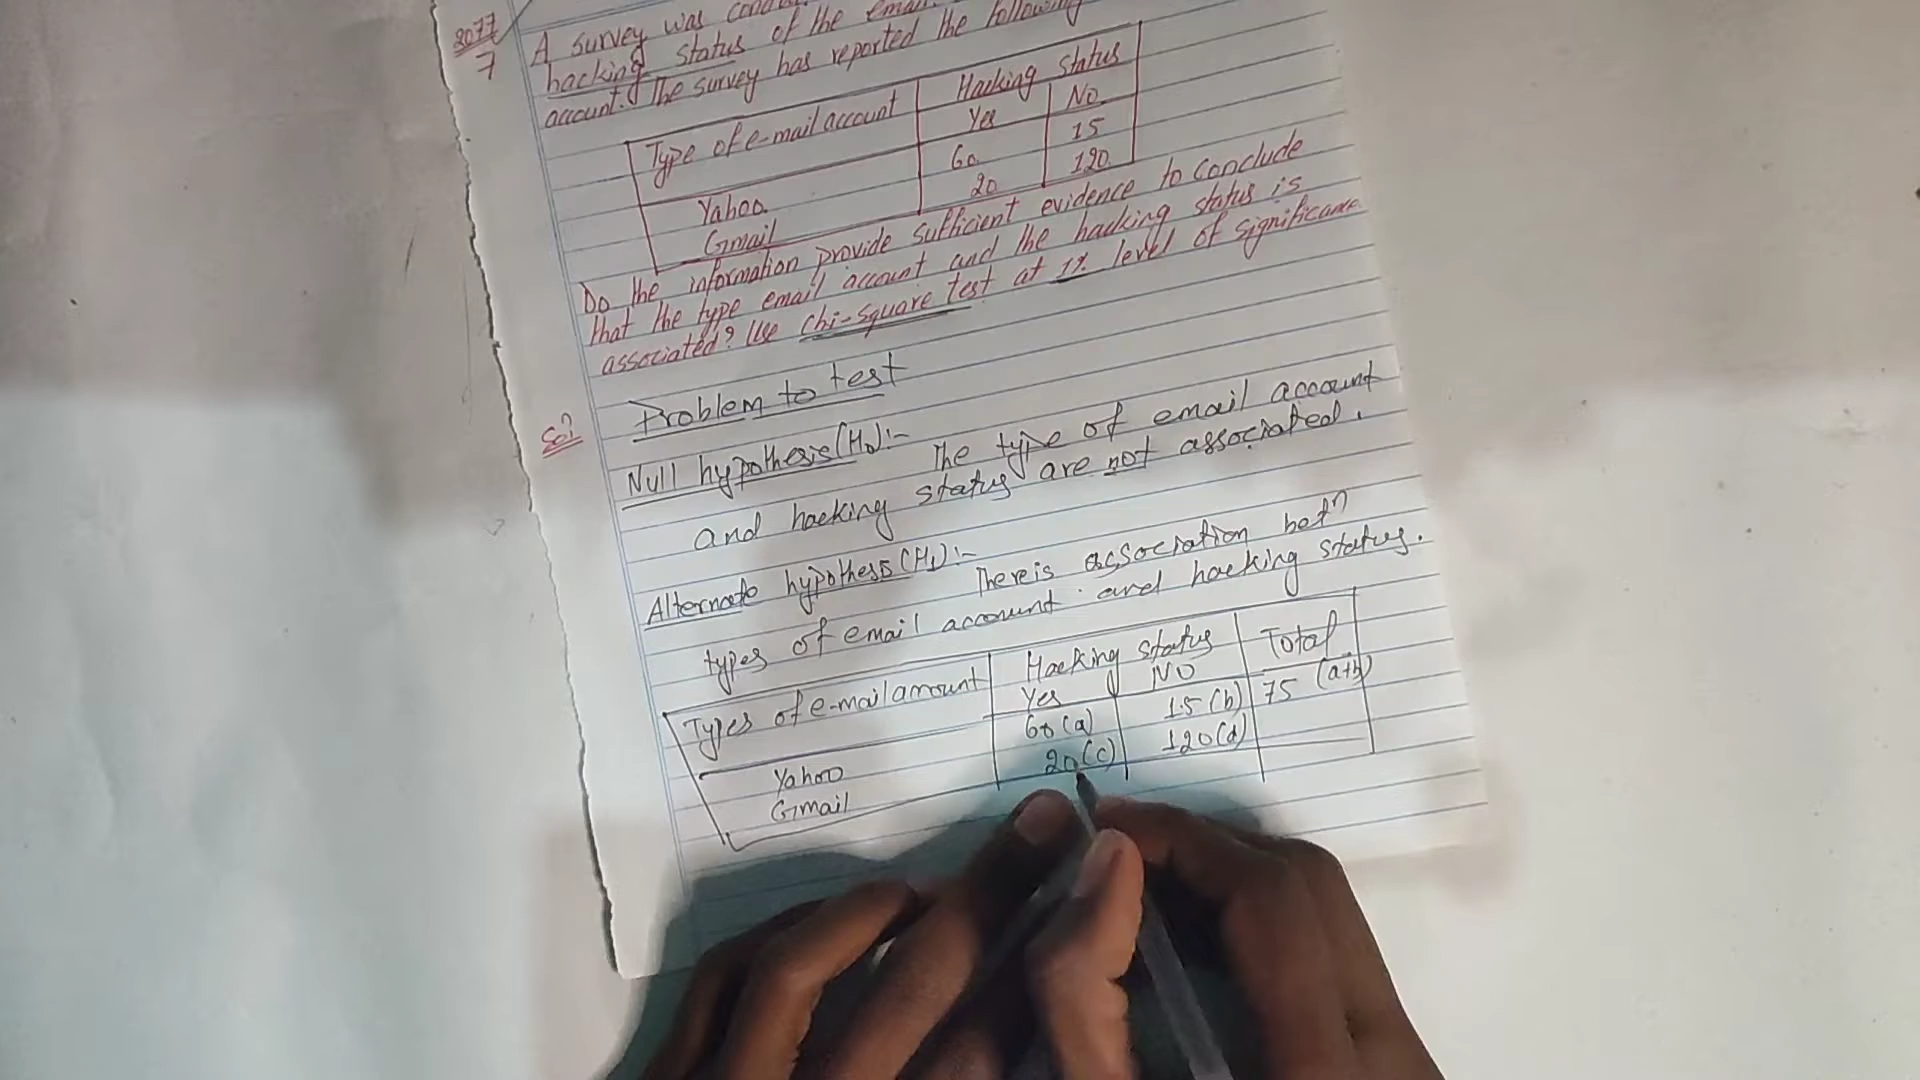 2077
7
A survey was
hacking status of the email
account. The survey has reported the following
Type of e-mail account Hacking status
Yes No
Yahoo 60 15
Gmail 20 120
Do the information provide sufficient evidence to conclude
that the type email account and the hacking status is
associated? Use Chi-square test at 1% level of significance
Soln
Problem to test
Null hypothesis (H0):- The type of email account
and hacking status are not associated.
Alternate hypothesis (H1):- There is association betn
types of email account and hacking status.
Types of e-mail amount Hacking status Total
Yes NO
Yahoo 60 (a) 15 (b) 75 (a+b)
Gmail 20 (c) 120 (d)